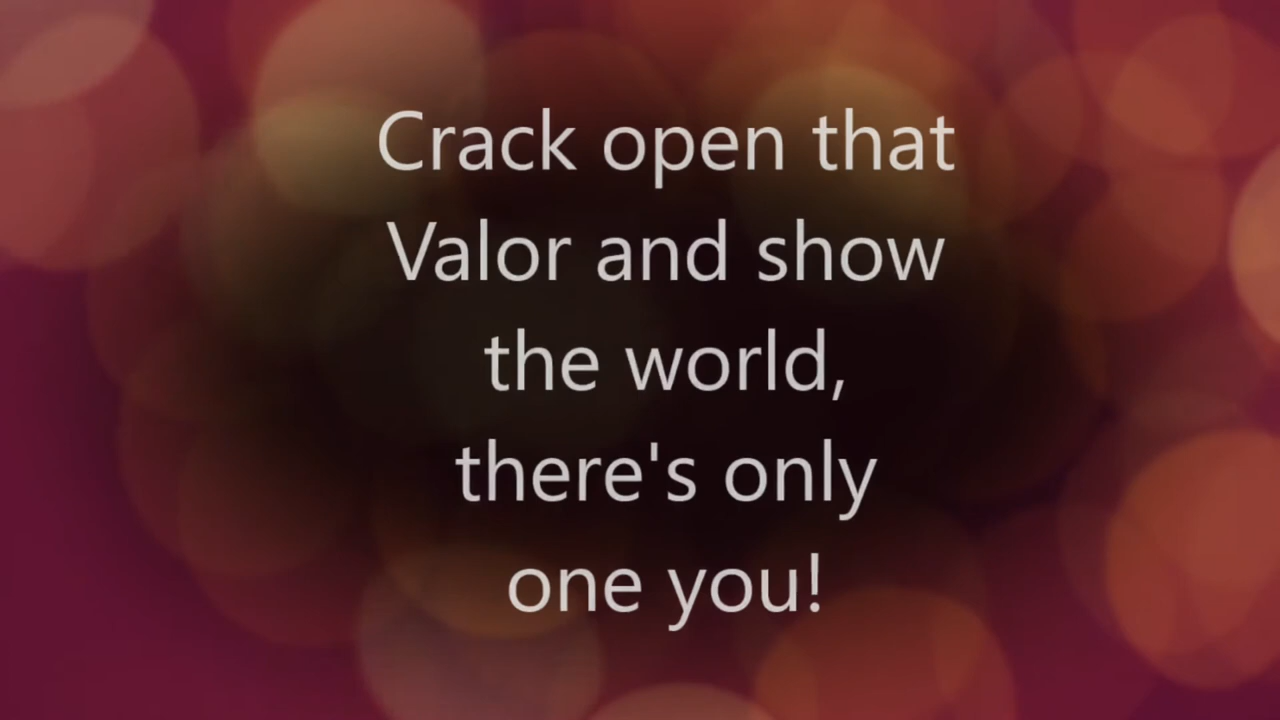 Crack open that
Valor and show
the world,
there's only
one you!